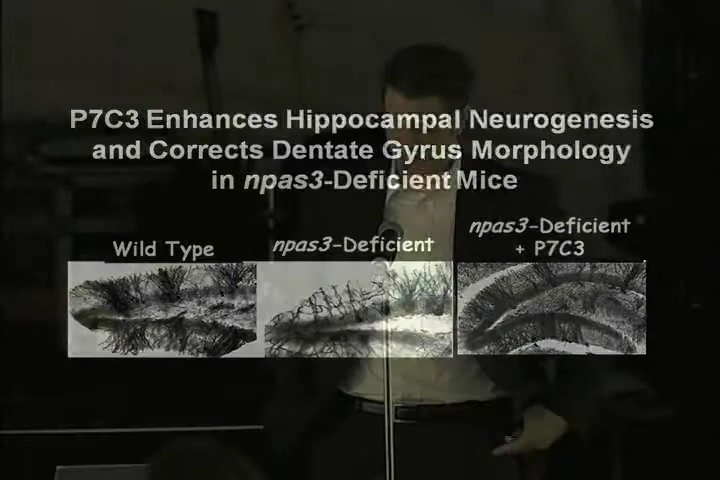 P7C3 Enhances Hippocampal Neurogenesis
and Corrects Dentate Gyrus Morphology
in npas3-Deficient Mice
Wild Type
npas3-Deficient
npas3-Deficient
+ P7C3